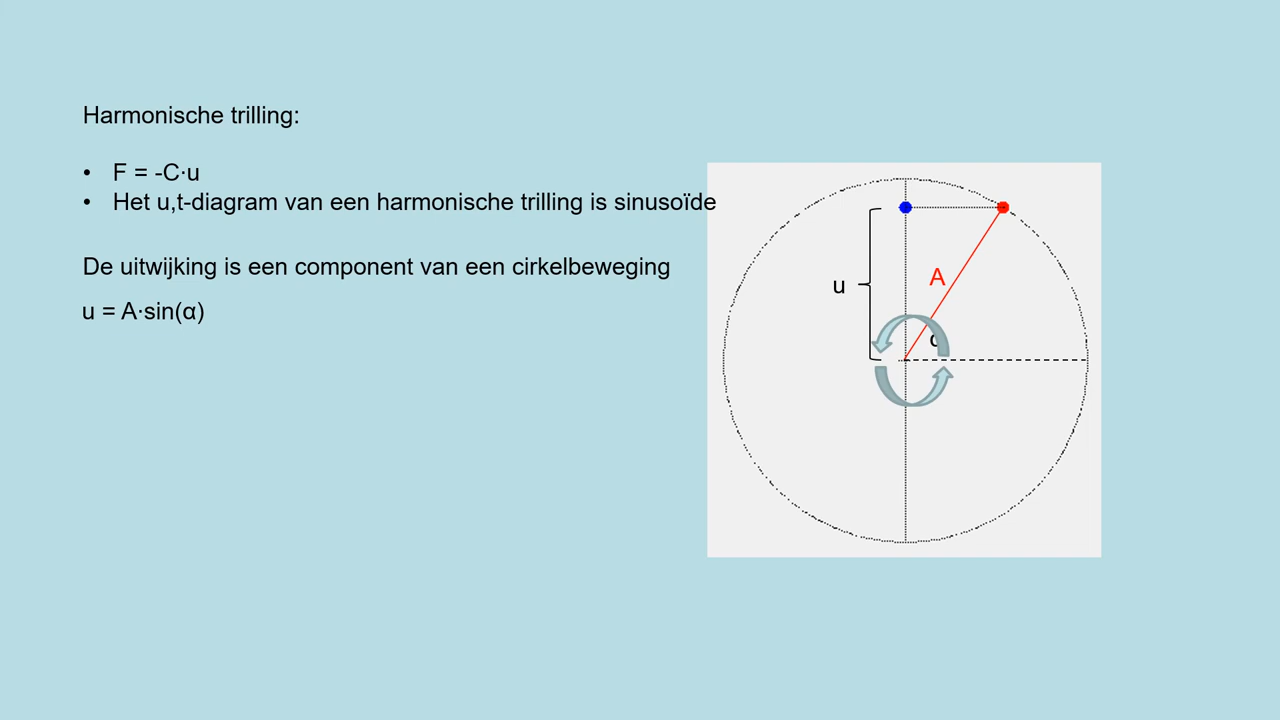 Harmonische trilling:
• F = -C·u
• Het u,t-diagram van een harmonische trilling is sinusoïde
De uitwijking is een component van een cirkelbeweging
u = A·sin(α)
A
u